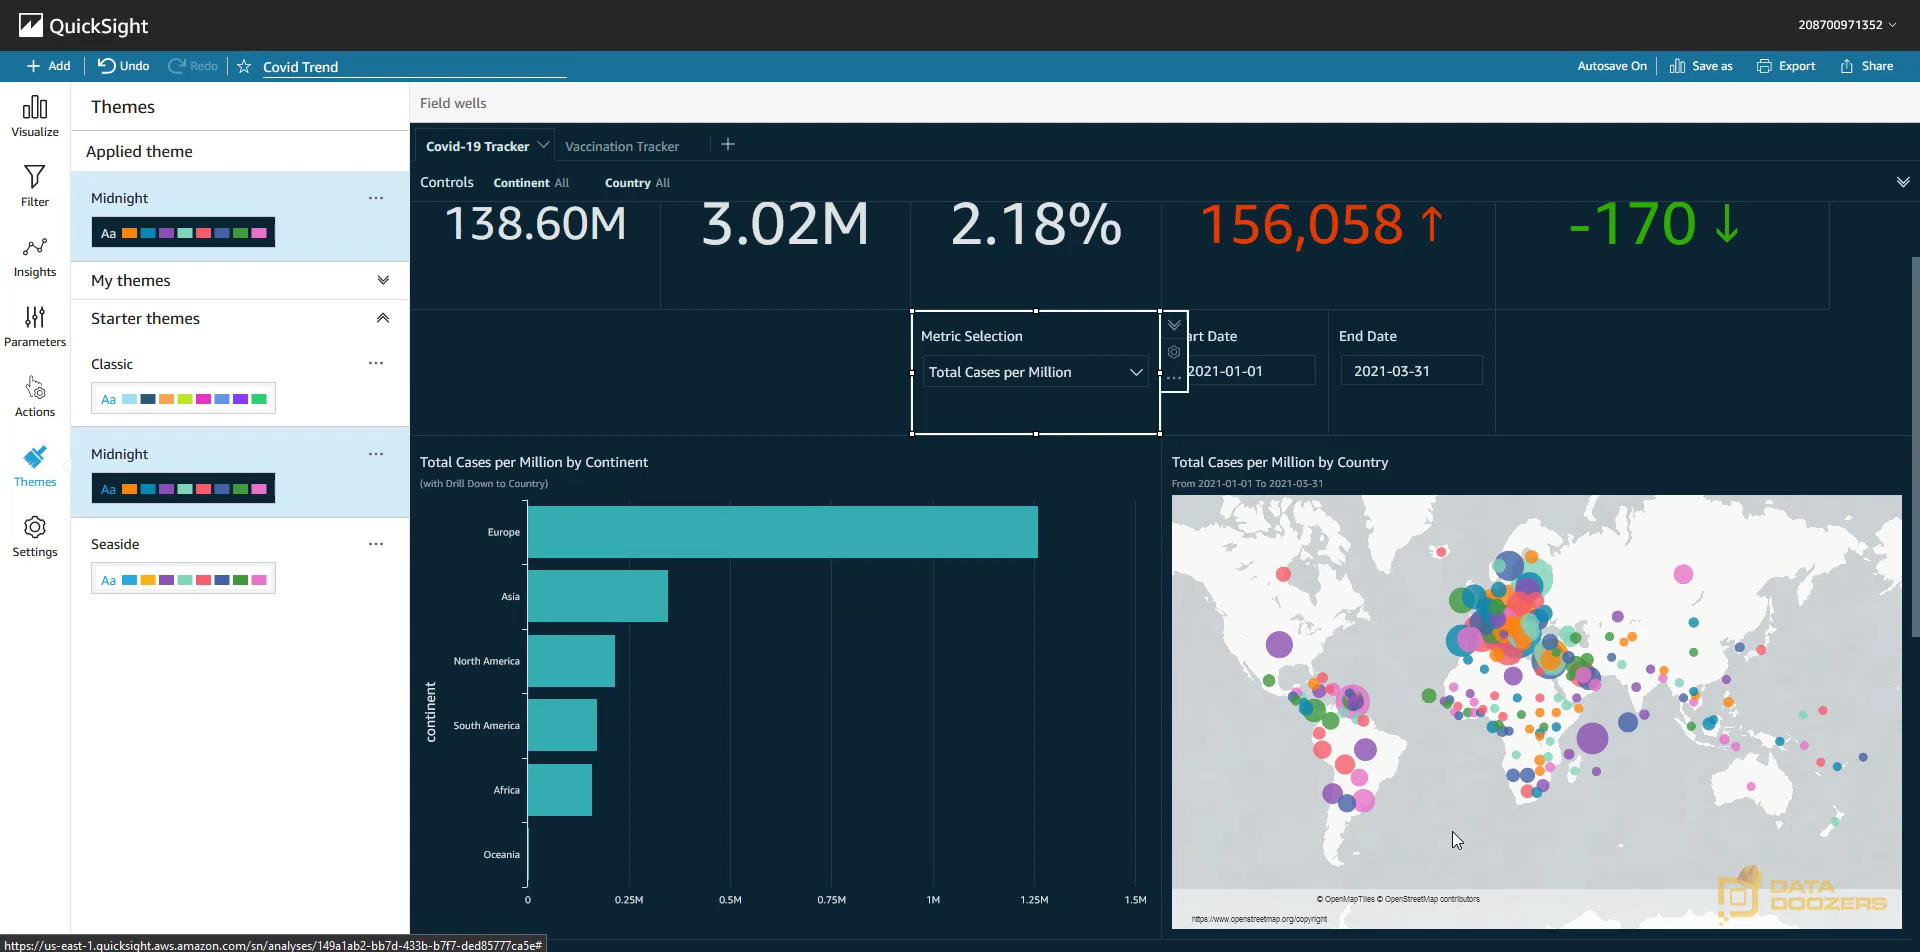 QuickSight
208700971352
Add
Undo
Redo
Covid Trend
Autosave On
Save as
Export
Share
Visualize
Filter
Insights
Parameters
Actions
Themes
Settings
Themes
Applied theme
Midnight
Aa
My themes
Starter themes
Classic
Aa
Midnight
Aa
Seaside
Aa
Field wells
Covid-19 Tracker
Vaccination Tracker
Controls
Continent All
Country All
138.60M
3.02M
2.18%
156,058 ↑
-170 ↓
Metric Selection
Total Cases per Million
art Date
2021-01-01
End Date
2021-03-31
Total Cases per Million by Continent
(with Drill Down to Country)
continent
Europe
Asia
North America
South America
Africa
Oceania
0
0.25M
0.5M
0.75M
1M
1.25M
1.5M
Total Cases per Million by Country
From 2021-01-01 To 2021-03-31
© OpenMapTiles © OpenStreetMap contributors
https://www.openstreetmap.org/copyright
DATA
DOOZERS
https://us-east-1.quicksight.aws.amazon.com/sn/analyses/149a1ab2-bb7d-433b-b7f7-ded85777ca5e#